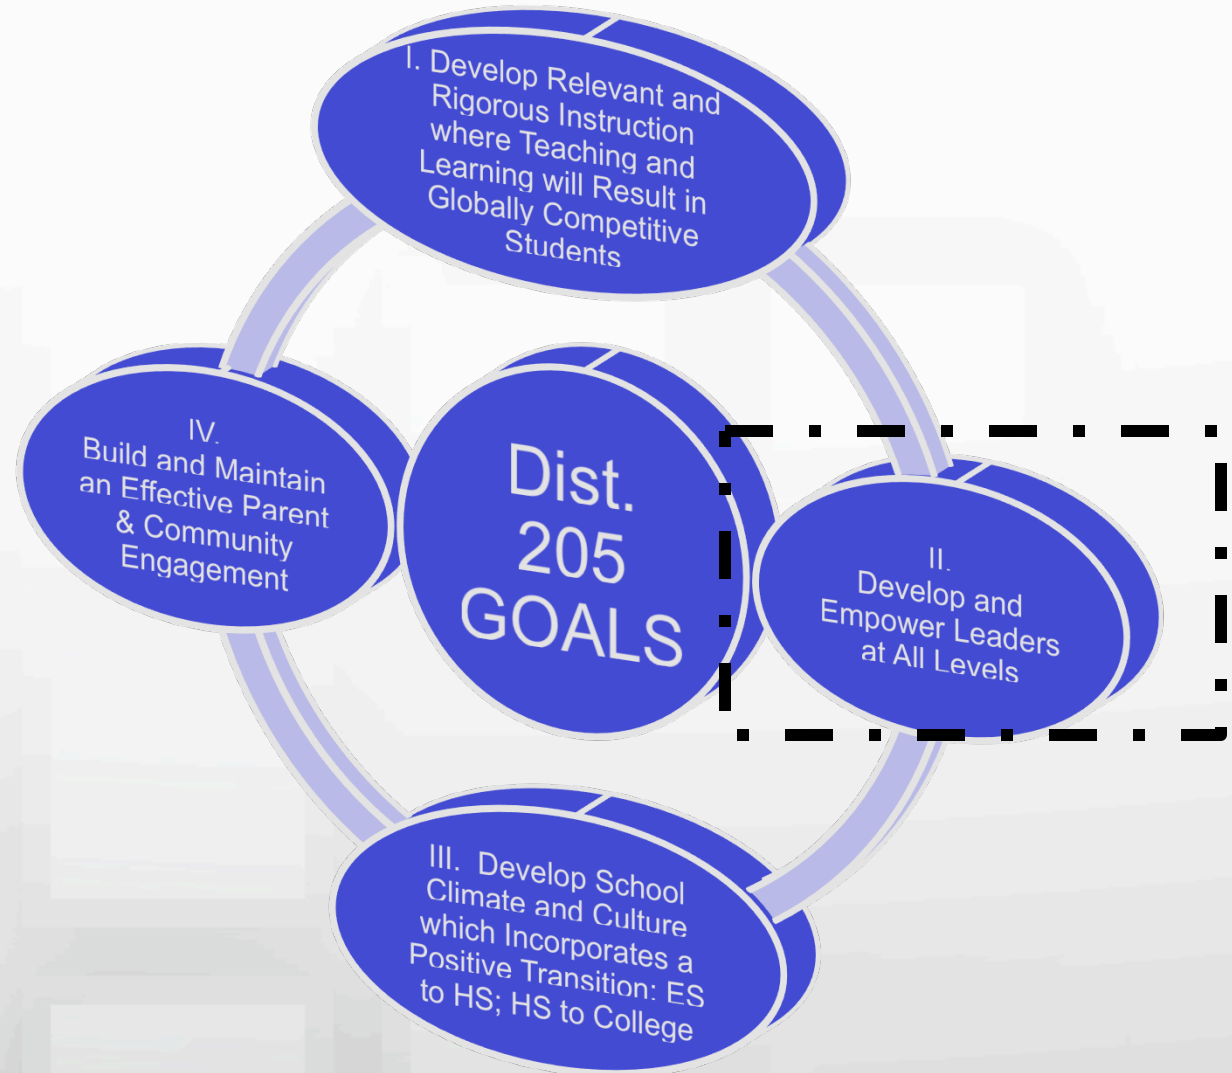 I. Develop Relevant and
Rigorous Instruction
where Teaching and
Learning will Result in
Globally Competitive
Students
IV.
Build and Maintain
an Effective Parent
& Community
Engagement
Dist.
205
GOALS
II.
Develop and
Empower Leaders
at All Levels
III. Develop School
Climate and Culture
which Incorporates a
Positive Transition: ES
to HS; HS to College